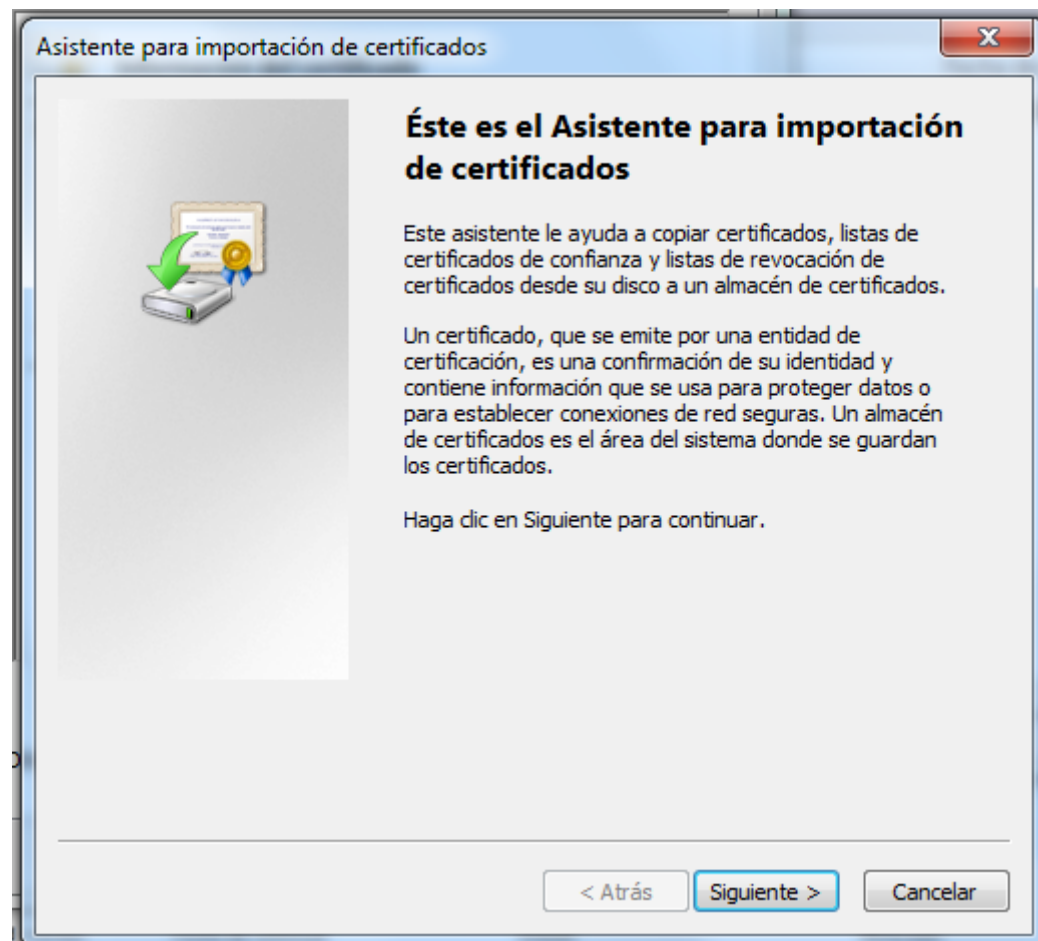 Asistente para importación de certificados
Éste es el Asistente para importación
de certificados
Este asistente le ayuda a copiar certificados, listas de
certificados de confianza y listas de revocación de
certificados desde su disco a un almacén de certificados.
Un certificado, que se emite por una entidad de
certificación, es una confirmación de su identidad y
contiene información que se usa para proteger datos o
para establecer conexiones de red seguras. Un almacén
de certificados es el área del sistema donde se guardan
los certificados.
Haga clic en Siguiente para continuar.
< Atrás Siguiente > Cancelar